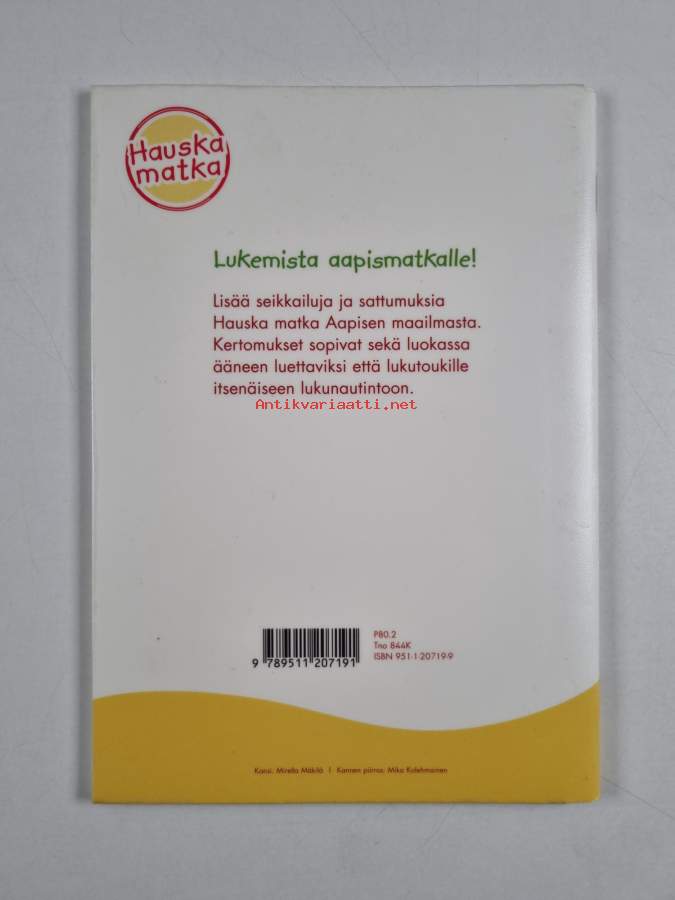 Hauska
matka
Lukemista aapismatkalle!
Lisää seikkailuja ja sattumuksia
Hauska matka Aapisen maailmasta.
Kertomukset sopivat sekä luokassa
ääneen luettaviksi että lukutoukille
itsenäiseen lukunautintoon.
Antikvariaatti.net
P80.2
Tno 844K
ISBN 951-1-20719-9
9 789511 207191
Kansi: Mirella Mäkilä | Kannen piirros: Mika Kolehmainen